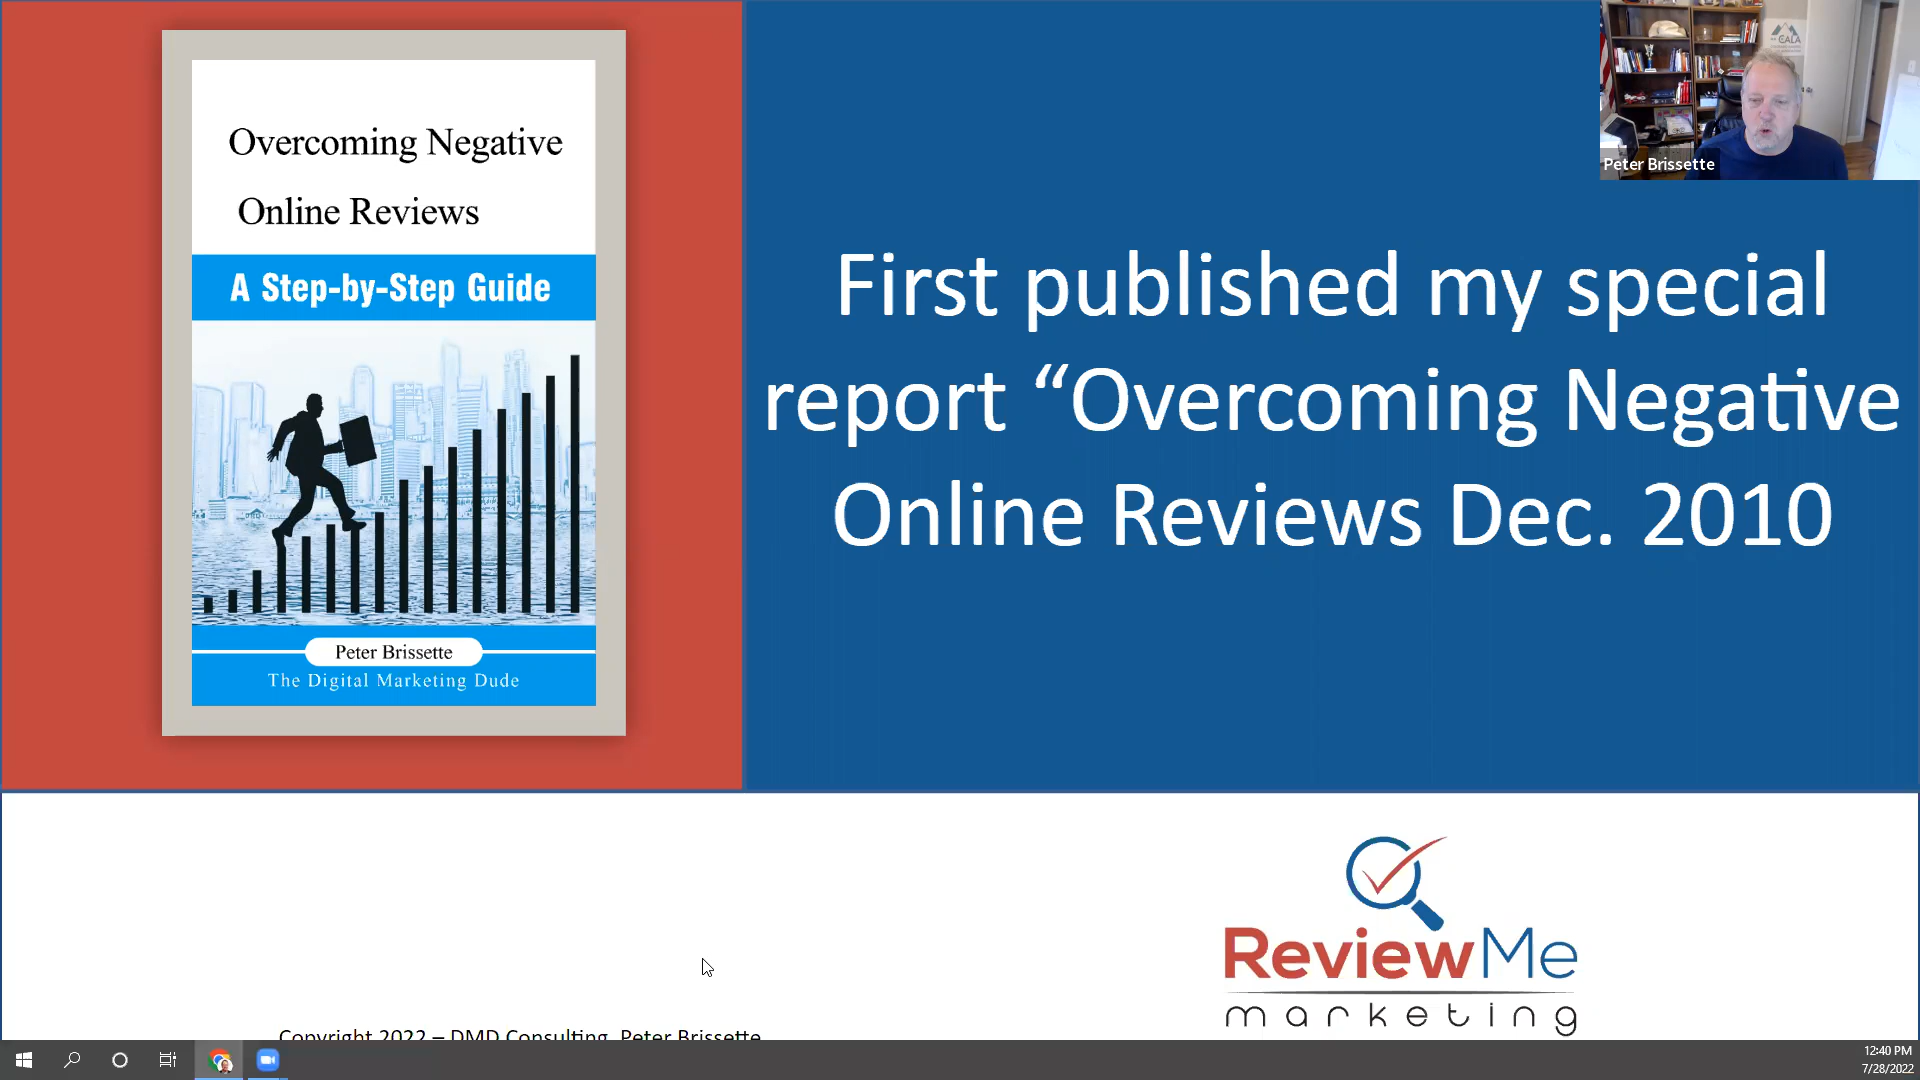 Overcoming Negative
Online Reviews
A Step-by-Step Guide
Peter Brissette
The Digital Marketing Dude
CALA
Peter Brissette
First published my special
report “Overcoming Negative
Online Reviews Dec. 2010
ReviewMe
marketing
Copyright 2022 – DMD Consulting, Peter Brissette
12:40 PM
7/28/2022